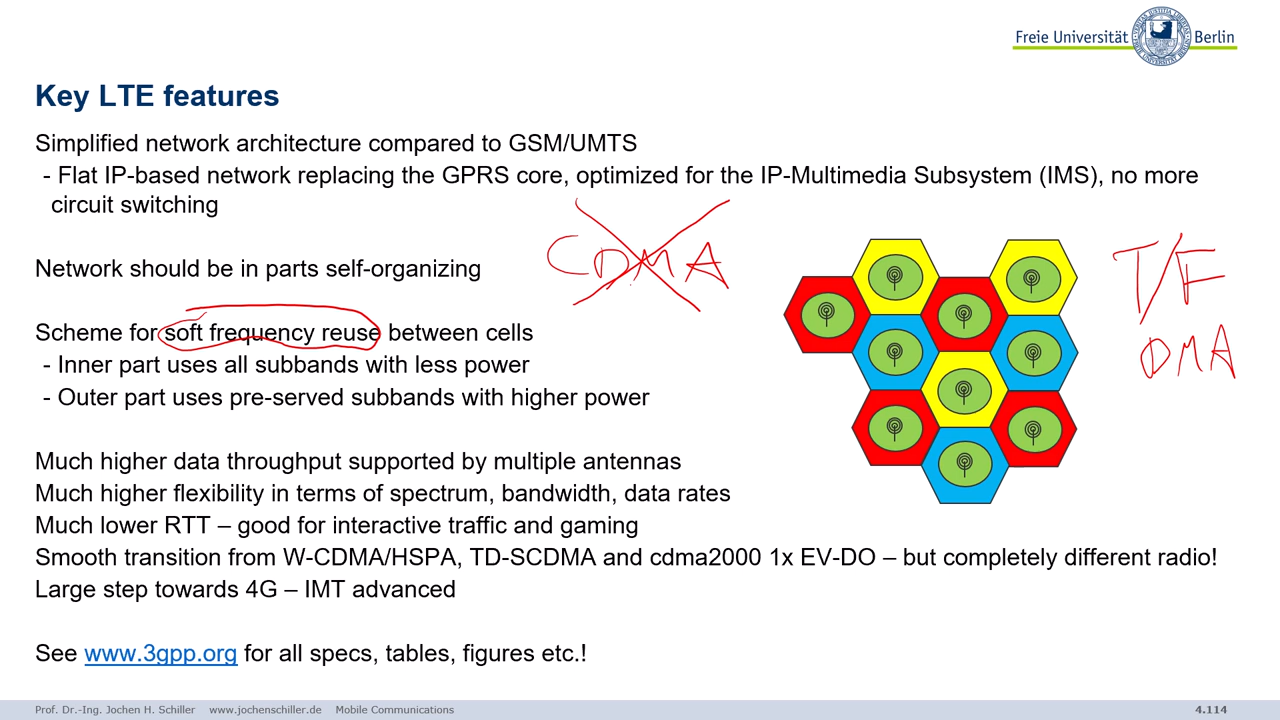 Freie Universität Berlin
Key LTE features
Simplified network architecture compared to GSM/UMTS
- Flat IP-based network replacing the GPRS core, optimized for the IP-Multimedia Subsystem (IMS), no more
circuit switching
CDMA
T/F
DMA
Network should be in parts self-organizing
Scheme for soft frequency reuse between cells
- Inner part uses all subbands with less power
- Outer part uses pre-served subbands with higher power
Much higher data throughput supported by multiple antennas
Much higher flexibility in terms of spectrum, bandwidth, data rates
Much lower RTT – good for interactive traffic and gaming
Smooth transition from W-CDMA/HSPA, TD-SCDMA and cdma2000 1x EV-DO – but completely different radio!
Large step towards 4G – IMT advanced
See www.3gpp.org for all specs, tables, figures etc.!
Prof. Dr.-Ing. Jochen H. Schiller www.jochenschiller.de Mobile Communications 4.114